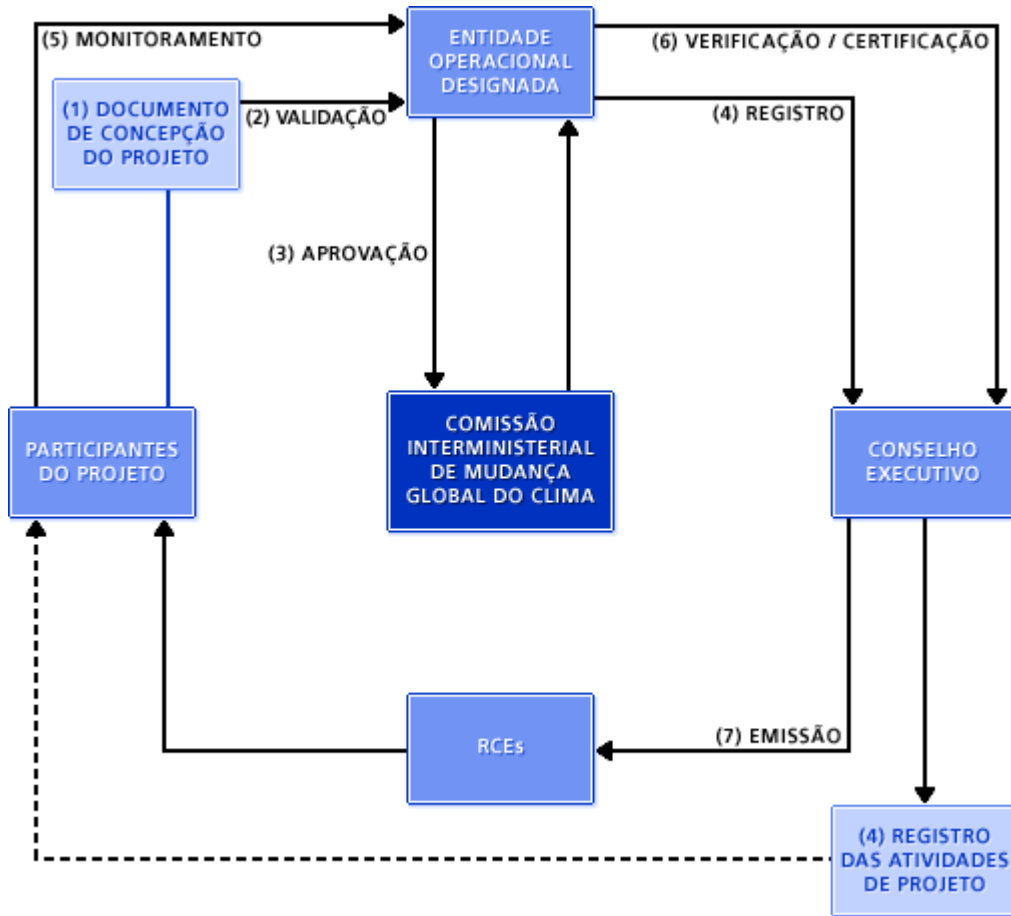 (5) MONITORAMENTO
ENTIDADE
OPERACIONAL
DESIGNADA
(6) VERIFICAÇÃO / CERTIFICAÇÃO
(1) DOCUMENTO
DE CONCEPÇÃO
DO PROJETO
(2) VALIDAÇÃO
(4) REGISTRO
(3) APROVAÇÃO
PARTICIPANTES
DO PROJETO
COMISSÃO
INTERMINISTERIAL
DE MUDANÇA
GLOBAL DO CLIMA
CONSELHO
EXECUTIVO
RCEs
(7) EMISSÃO
(4) REGISTRO
DAS ATIVIDADES
DE PROJETO